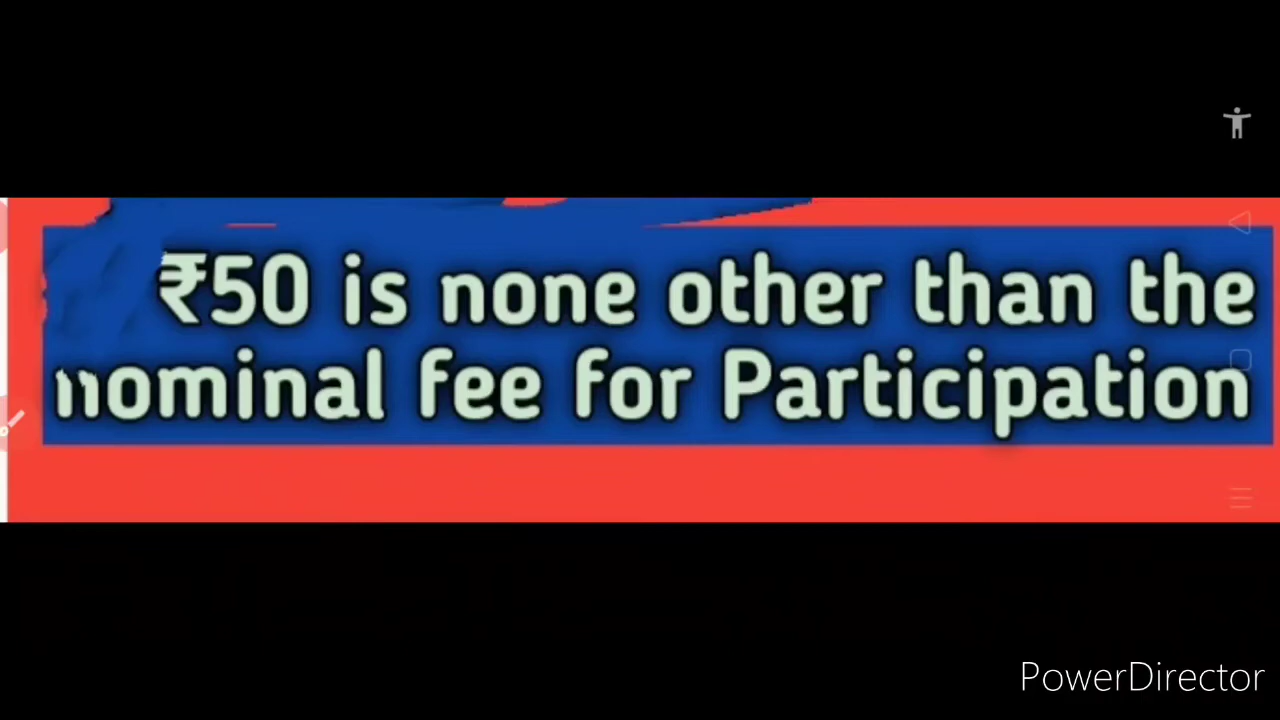 ₹50 is none other than the
nominal fee for Participation
PowerDirector